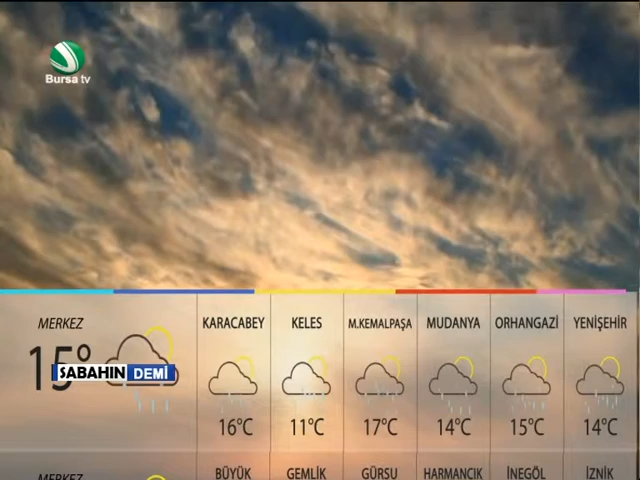 Bursa tv
MERKEZ
15°
SABAHIN DEMİ
KARACABEY
16°C
KELES
11°C
M.KEMALPAŞA
17°C
MUDANYA
14°C
ORHANGAZİ
15°C
YENİŞEHİR
14°C
MERKEZ
BÜYÜK
GEMLİK
GÜRSU
HARMANCIK
İNEGÖL
İZNİK